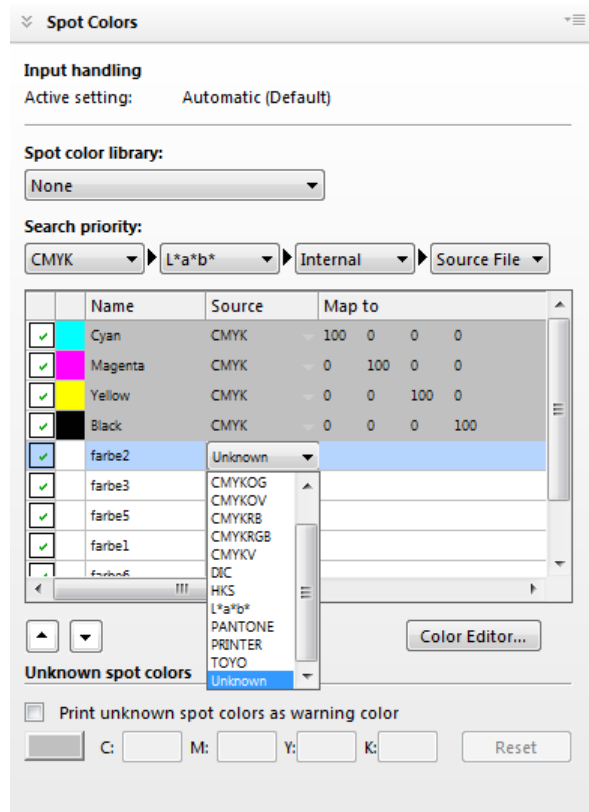 Spot Colors
Input handling
Active setting: Automatic (Default)
Spot color library:
None
Search priority:
CMYK L*a*b* Internal Source File
Name Source Map to
Cyan CMYK 100 0 0 0
Magenta CMYK 0 100 0 0
Yellow CMYK 0 0 100 0
Black CMYK 0 0 0 100
farbe2 Unknown
farbe3
farbe5
farbe1
farbe6
CMYKOG
CMYKOV
CMYKRB
CMYKRGB
CMYKV
DIC
HKS
L*a*b*
PANTONE
PRINTER
TOYO
Unknown
Color Editor...
Unknown spot colors
Print unknown spot colors as warning color
C: M: Y: K: Reset